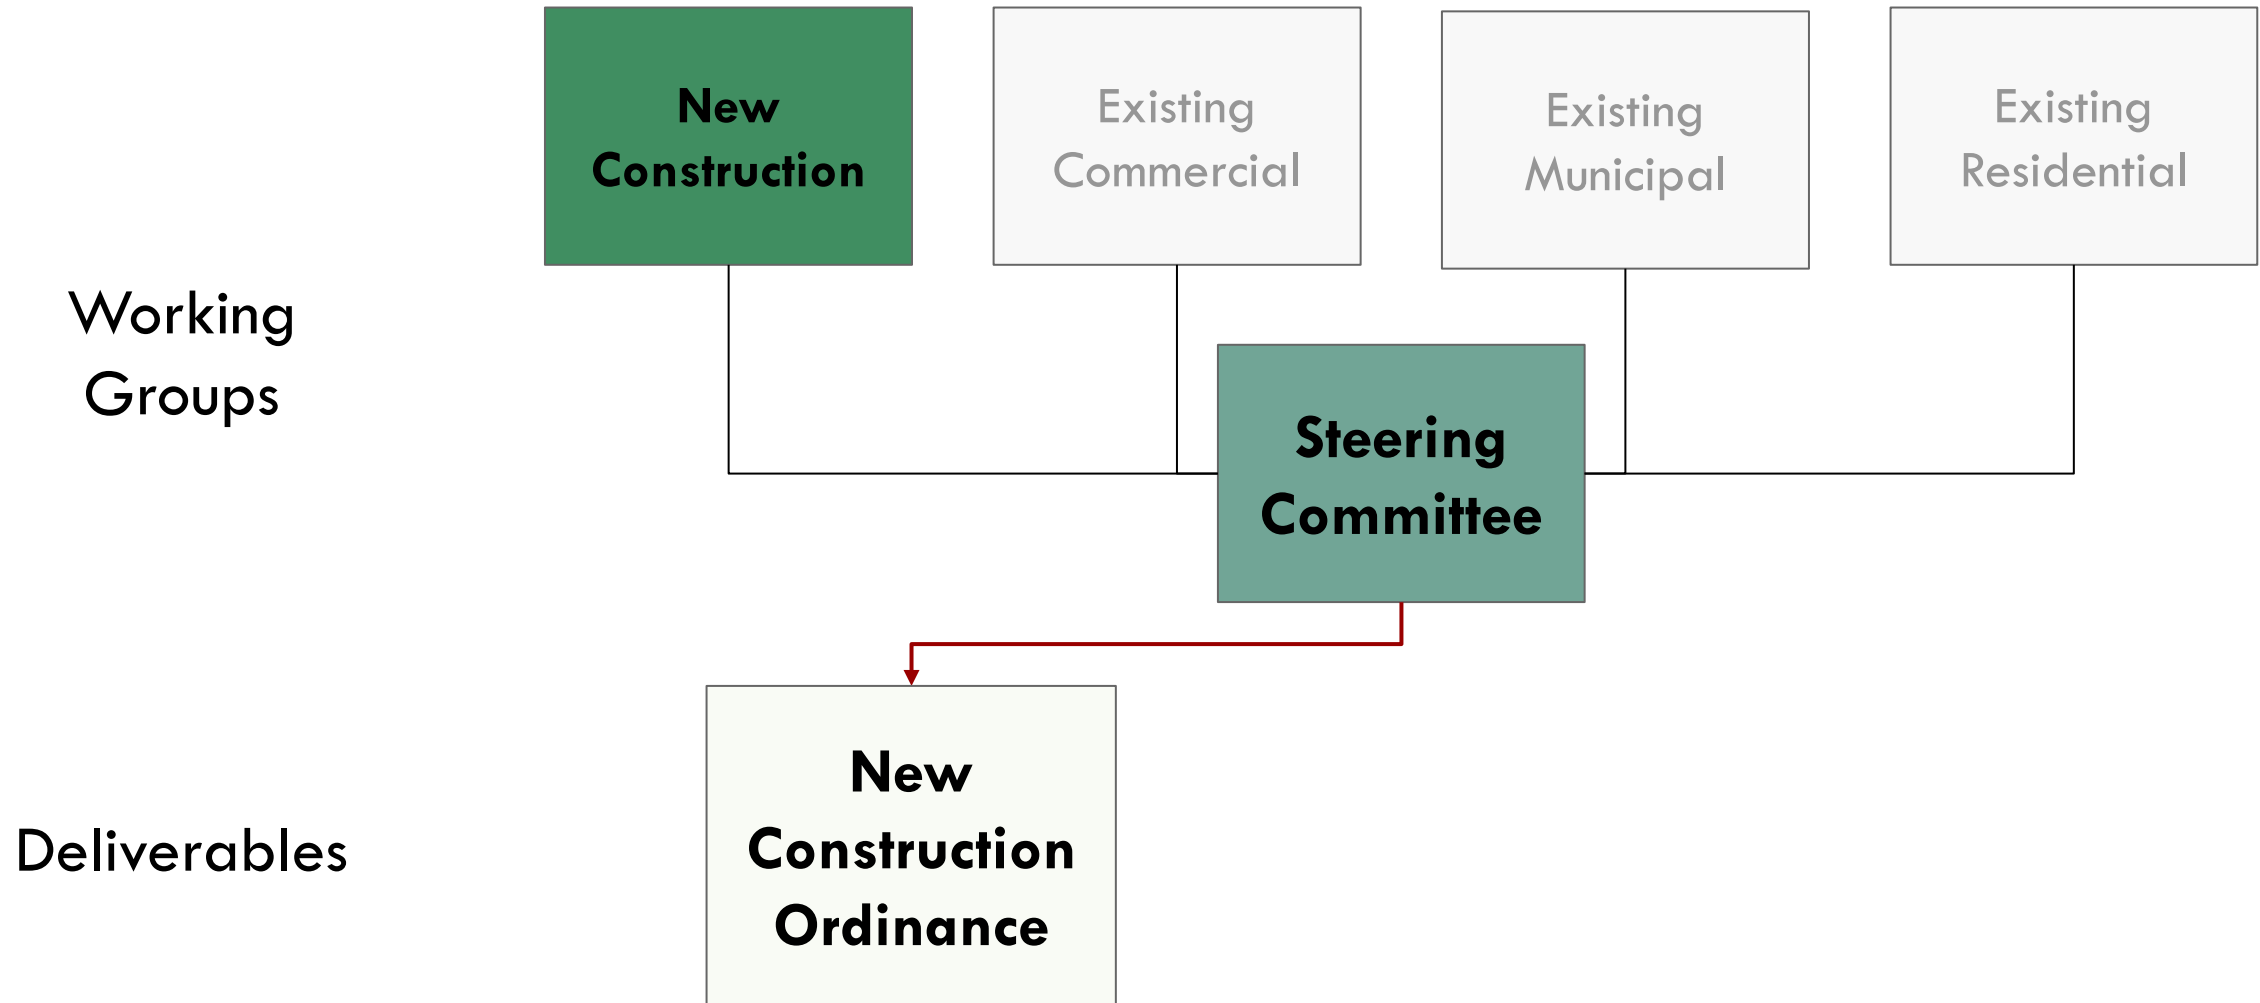 New
Construction
Existing
Commercial
Existing
Municipal
Existing
Residential
Working
Groups
Steering
Committee
Deliverables
New
Construction
Ordinance